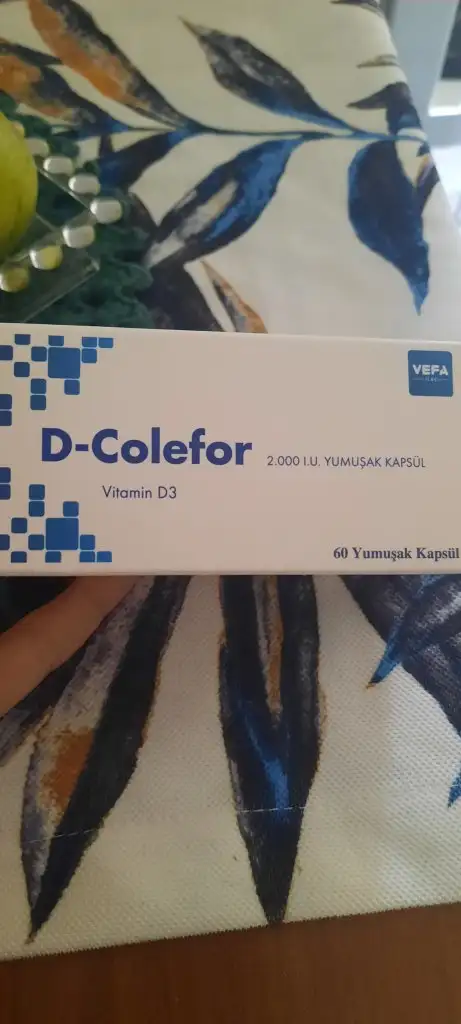 VEFA
D-Colefor 2.000 I.U. YUMUŞAK KAPSÜL
Vitamin D3
60 Yumuşak Kapsül